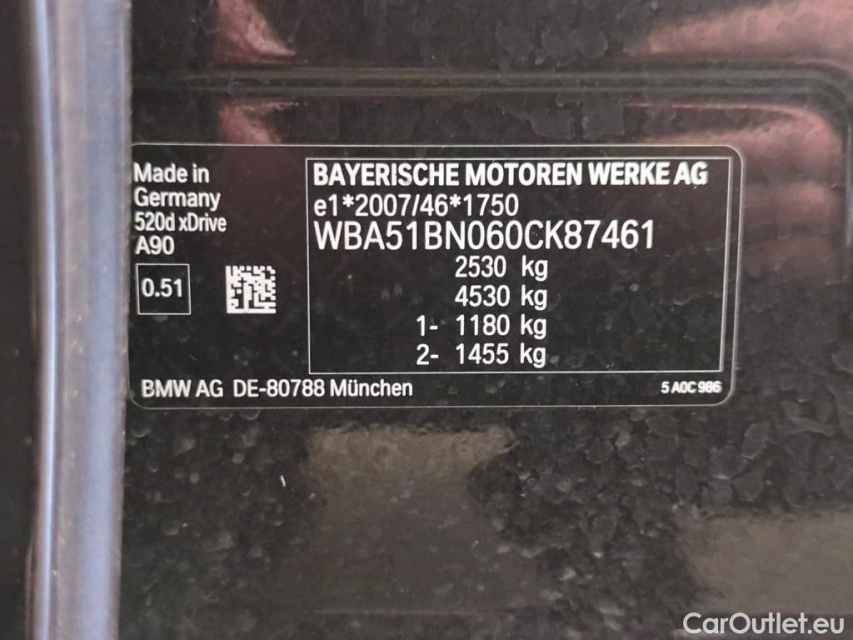 Made in
Germany
520d xDrive
A90
0.51
BAYERISCHE MOTOREN WERKE AG
e1*2007/46*1750
WBA51BN060CK87461
2530 kg
4530 kg
1- 1180 kg
2- 1455 kg
BMW AG DE-80788 München
5 A0C 986
CarOutlet.eu